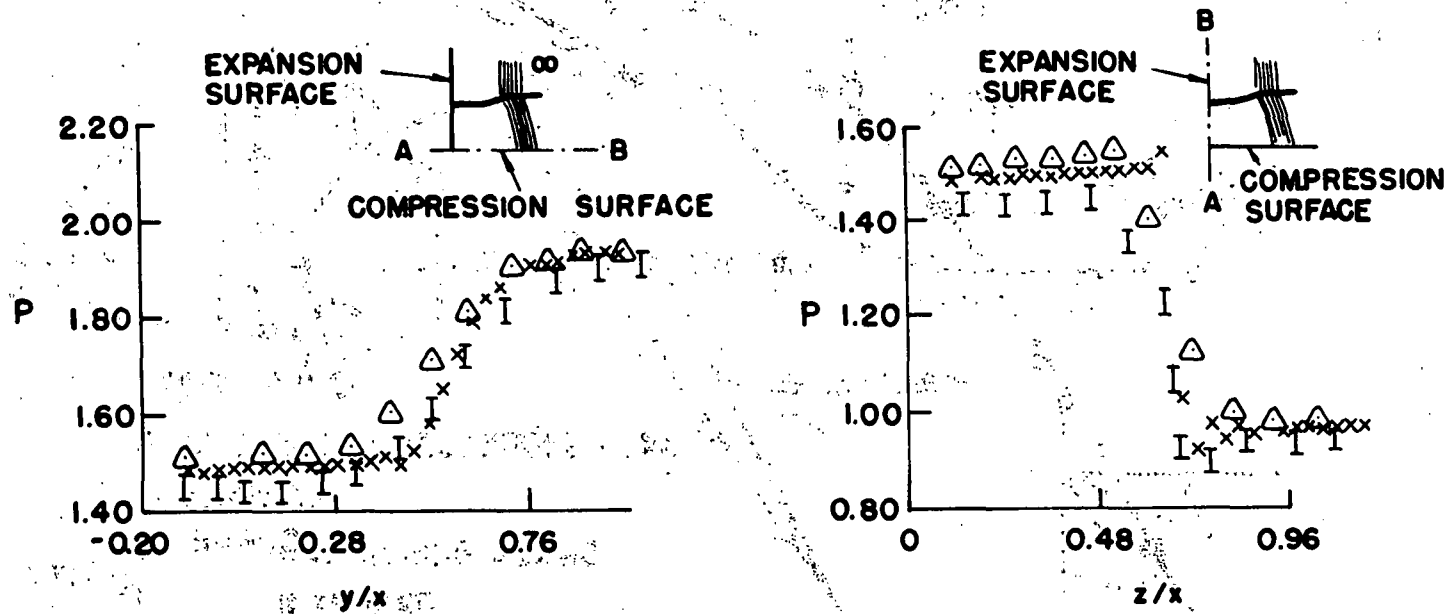 EXPANSION
SURFACE
∞
A
B
COMPRESSION SURFACE
2.20
2.00
P
1.80
1.60
1.40
-0.20
0.28
0.76
y/x
B
EXPANSION
SURFACE
A
COMPRESSION
SURFACE
1.60
1.40
P
1.20
1.00
0.80
0
0.48
0.96
z/x